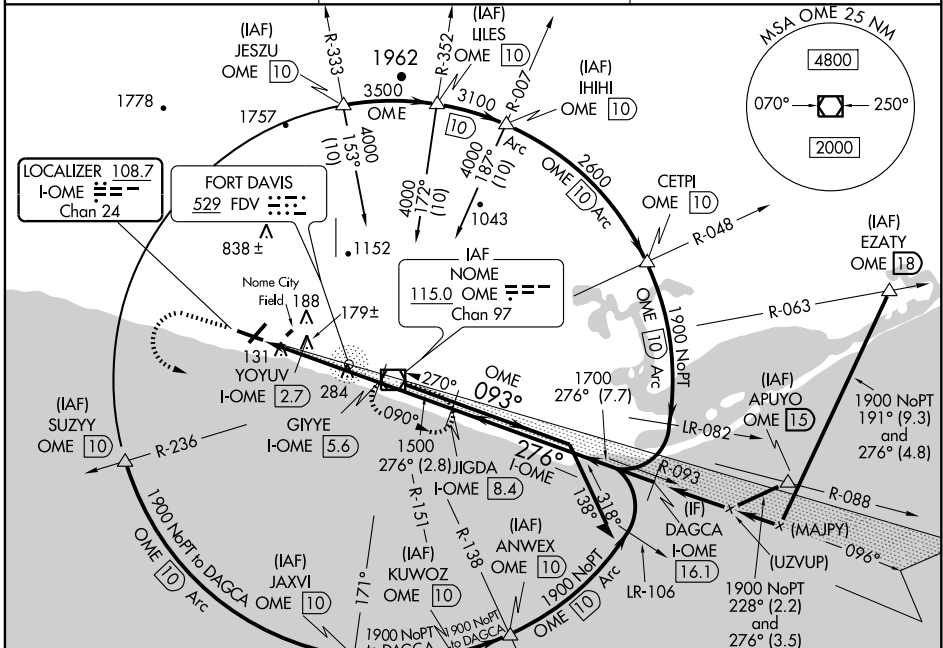 (IAF)
JESZU
OME 10
R-333
1962
R-352
(IAF)
LILES
OME 10
R-007
(IAF)
IHIHI
OME 10
MSA OME 25 NM
4800
070°
250°
2000
1778
1757
3500
OME
3100
10
Arc
4000
153°
(10)
4000
172°
(10)
4000
187°
(10)
2600
OME 10 Arc
LOCALIZER 108.7
I-OME
Chan 24
FORT DAVIS
529 FDV
838 ±
1152
1043
CETPI
OME 10
R-048
(IAF)
EZATY
OME 18
IAF
NOME
115.0 OME
Chan 97
Nome City
Field
188
179±
R-063
OME 10 Arc
1900 NoPT
131
YOYUV
I-OME 2.7
284
270°
OME
093°
1700
276° (7.7)
(IAF)
APUYO
OME 15
1900 NoPT
191° (9.3)
and
276° (4.8)
(IAF)
SUZYY
OME 10
R-236
GIYYE
I-OME 5.6
090°
1500
276° (2.8)
JIGDA
I-OME 8.4
276°
I-OME
LR-082
R-093
R-088
138°
318°
(IF)
DAGCA
I-OME
16.1
(MAJPY)
(UZVUP)
096°
1900 NoPT to DAGCA
OME 10 Arc
(IAF)
JAXVI
OME 10
171°
R-151
(IAF)
KUWOZ
OME 10
R-138
(IAF)
ANWEX
OME 10
1900 NoPT
OME 10 Arc
LR-106
1900 NoPT
228° (2.2)
and
276° (3.5)
1900 NoPT
to DAGCA
1900 NoPT
to DAGCA